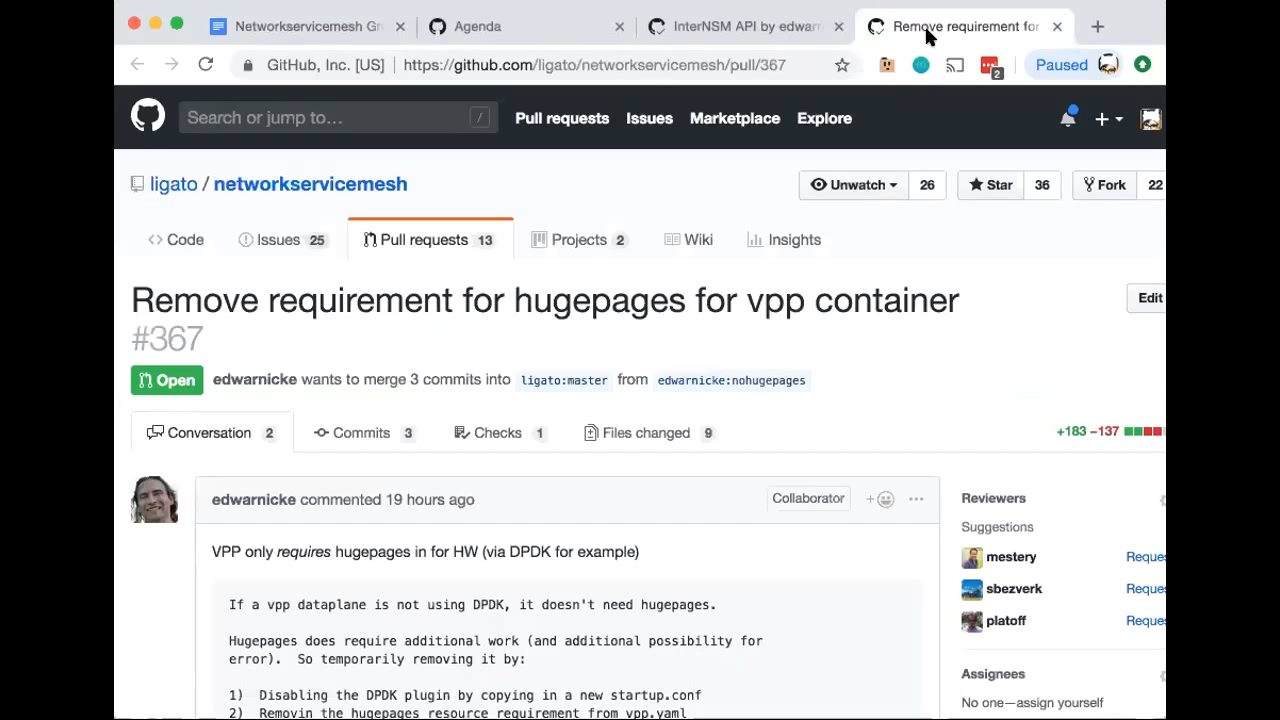 Networkservicemesh Gr
Agenda
InterNSM API by edwarn
Remove requirement for
GitHub, Inc. [US] | https://github.com/ligato/networkservicemesh/pull/367
2
Paused
Search or jump to…
/
Pull requests
Issues
Marketplace
Explore
ligato / networkservicemesh
Unwatch 26
Star 36
Fork 22
Code
Issues 25
Pull requests 13
Projects 2
Wiki
Insights
Remove requirement for hugepages for vpp container
#367
Edit
Open
edwarnicke wants to merge 3 commits into ligato:master from edwarnicke:nohugepages
Conversation 2
Commits 3
Checks 1
Files changed 9
+183 −137
edwarnicke commented 19 hours ago
Collaborator
VPP only requires hugepages in for HW (via DPDK for example)
If a vpp dataplane is not using DPDK, it doesn't need hugepages.
Hugepages does require additional work (and additional possibility for
error).  So temporarily removing it by:
1)  Disabling the DPDK plugin by copying in a new startup.conf
2)  Removin the hugepages resource requirement from vpp.yaml
Reviewers
Suggestions
mestery Reques
sbezverk Reques
platoff Reques
Assignees
No one—assign yourself